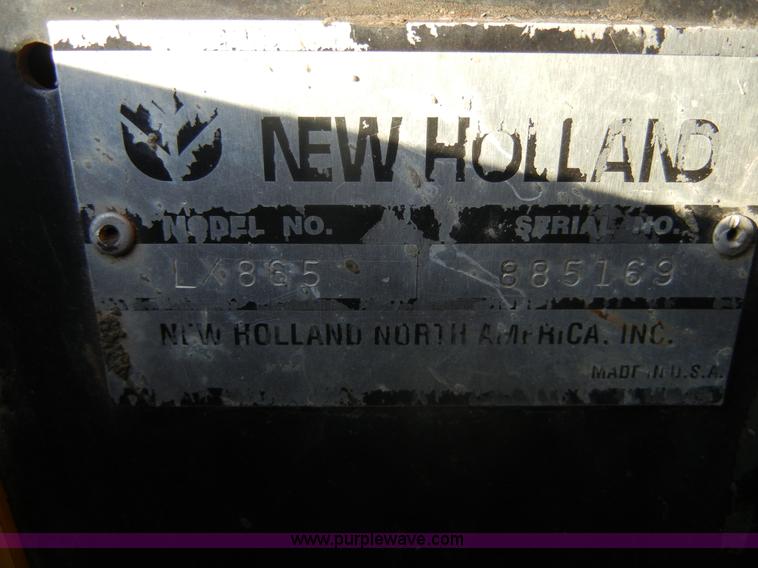 NEW HOLLAND
MODEL NO. SERIAL NO.
LX865 885169
NEW HOLLAND NORTH AMERICA, INC.
MADE IN U.S.A.
www.purplewave.com